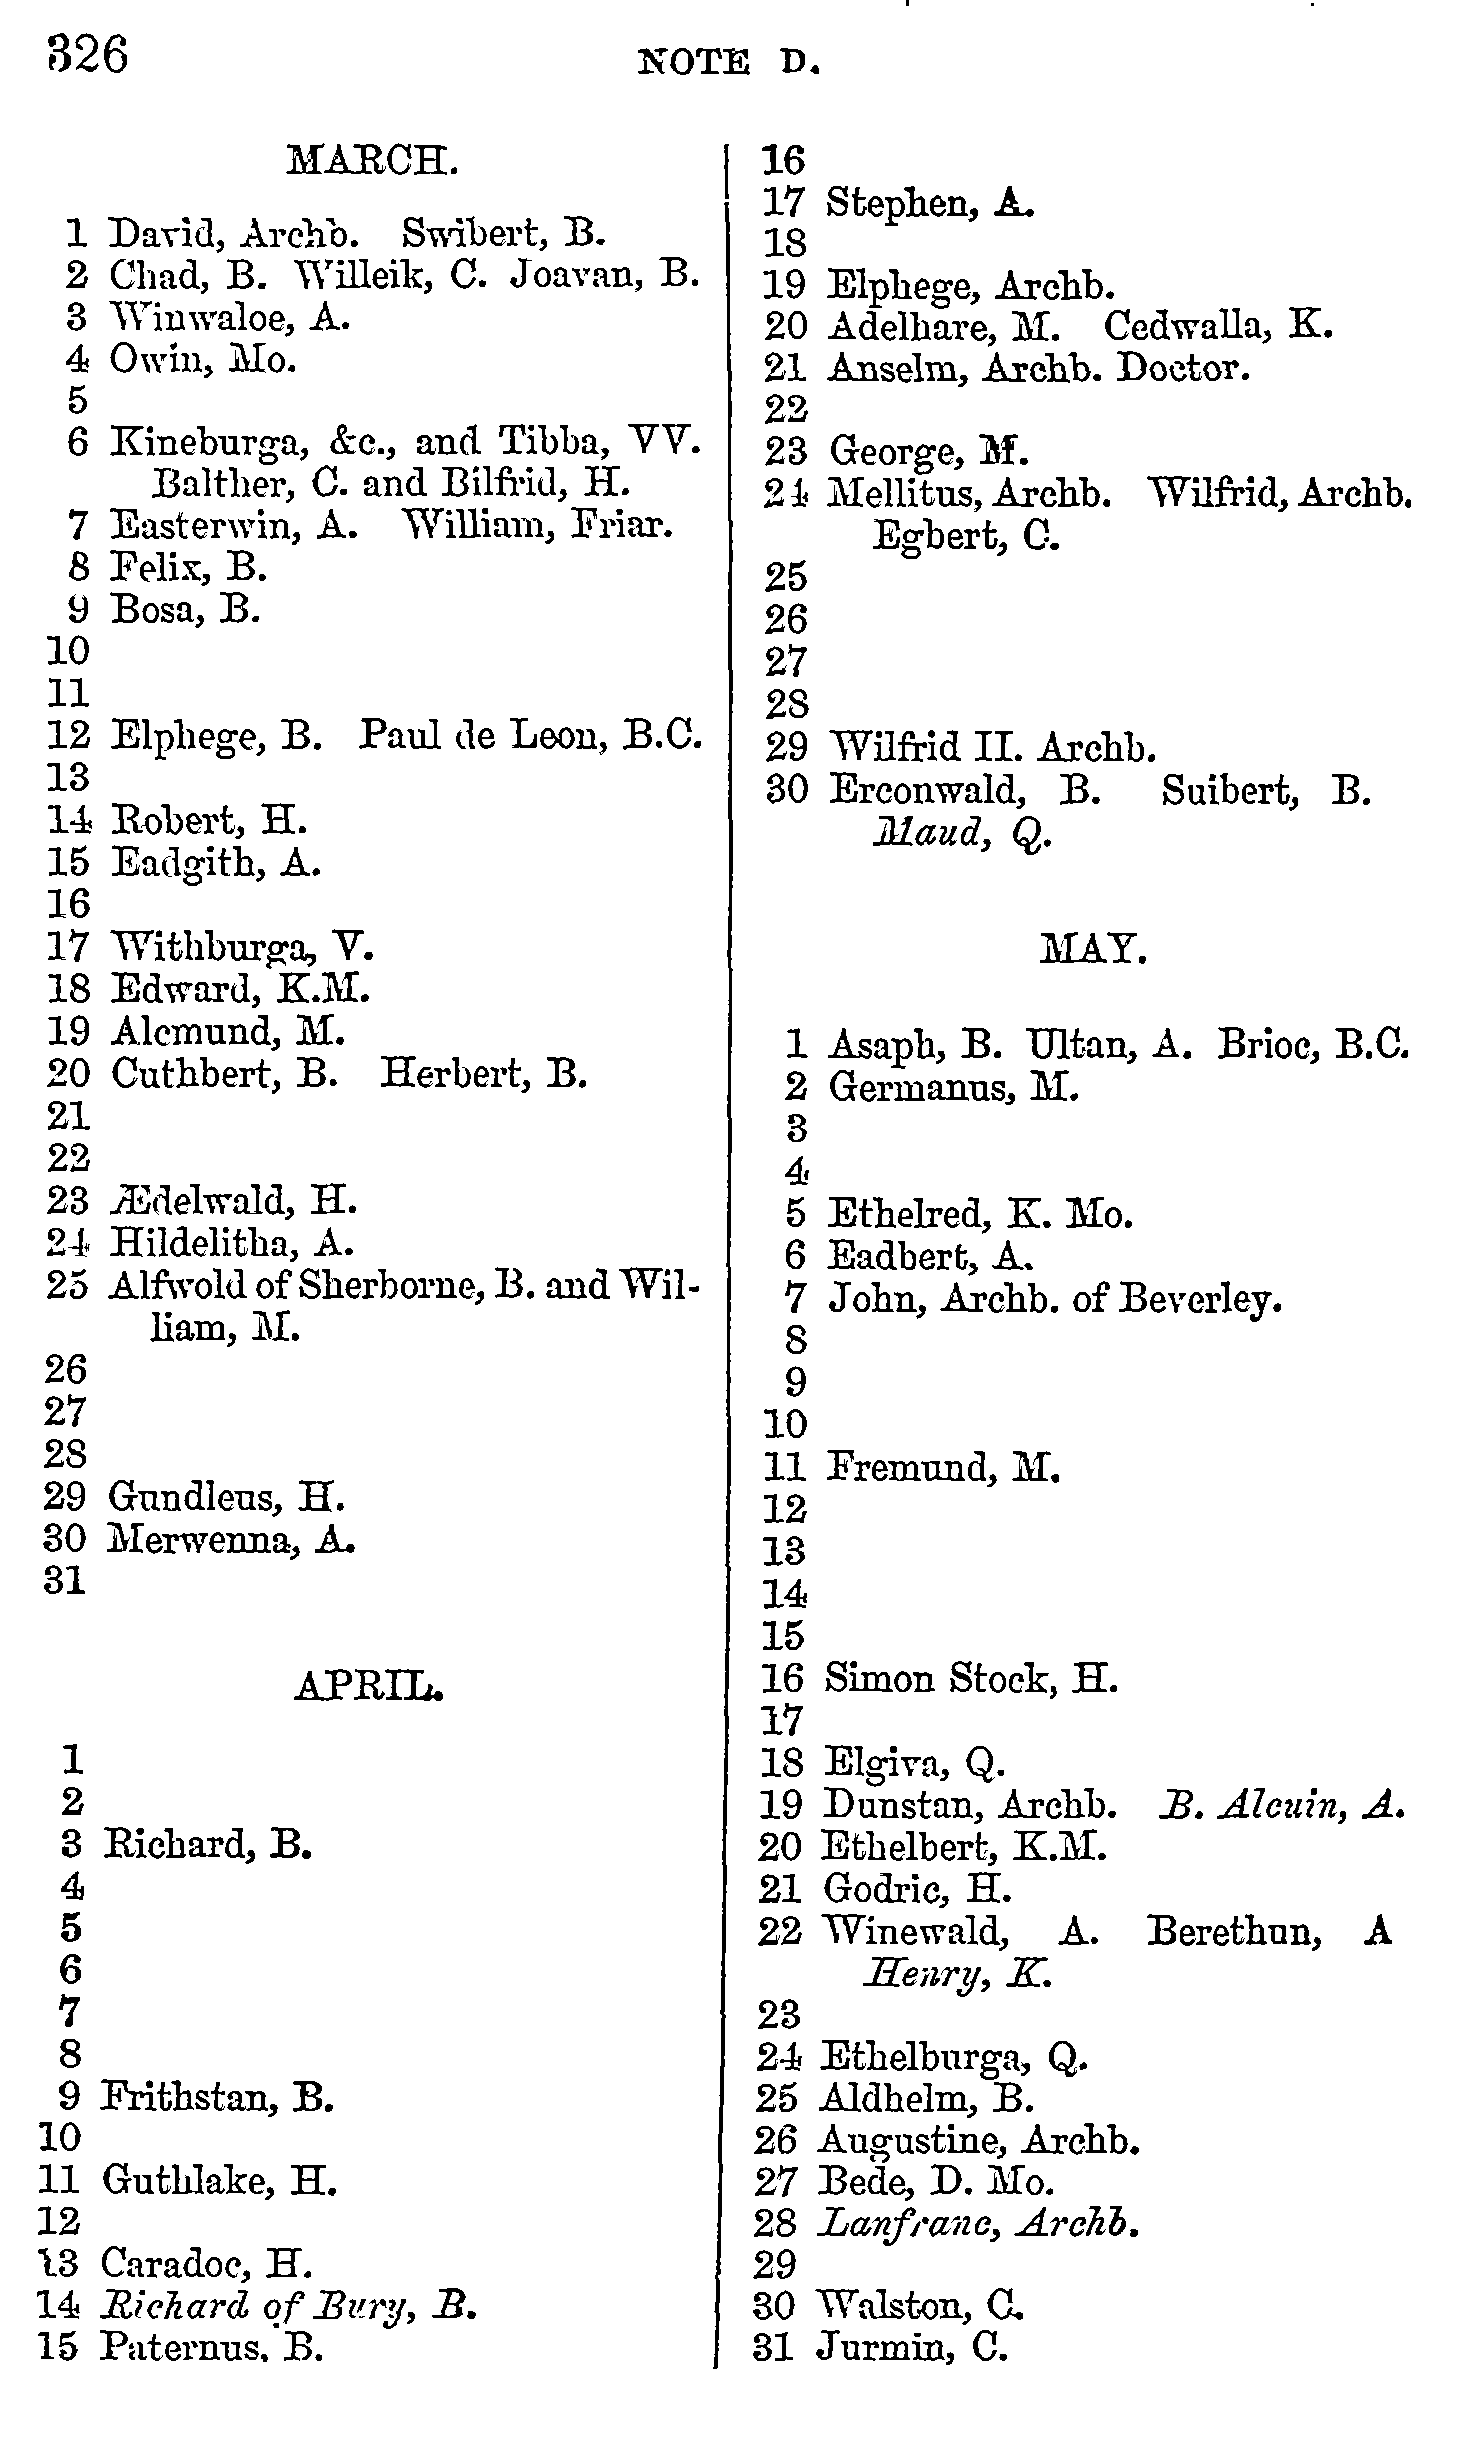 326
NOTE D.
MARCH.
1 David, Archb. Swibert, B.
2 Chad, B. Willeik, C. Joavan, B.
3 Winwaloe, A.
4 Owin, Mo.
5
6 Kineburga, &c., and Tibba, VV.
Balther, C. and Bilfrid, H.
7 Easterwin, A. William, Friar.
8 Felix, B.
9 Bosa, B.
10
11
12 Elphege, B. Paul de Leon, B.C.
13
14 Robert, H.
15 Eadgith, A.
16
17 Withburga, V.
18 Edward, K.M.
19 Alcmund, M.
20 Cuthbert, B. Herbert, B.
21
22
23 Ædelwald, H.
24 Hildelitha, A.
25 Alfwold of Sherborne, B. and Wil-
liam, M.
26
27
28
29 Gundleus, H.
30 Merwenna, A.
31
APRIL.
1
2
3 Richard, B.
4
5
6
7
8
9 Frithstan, B.
10
11 Guthlake, H.
12
13 Caradoc, H.
14 Richard of Bury, B.
15 Paternus, B.
16
17 Stephen, A.
18
19 Elphege, Archb.
20 Adelhare, M. Cedwalla, K.
21 Anselm, Archb. Doctor.
22
23 George, M.
24 Mellitus, Archb. Wilfrid, Archb.
Egbert, C.
25
26
27
28
29 Wilfrid II. Archb.
30 Erconwald, B. Suibert, B.
Maud, Q.
MAY.
1 Asaph, B. Ultan, A. Brioc, B.C.
2 Germanus, M.
3
4
5 Ethelred, K. Mo.
6 Eadbert, A.
7 John, Archb. of Beverley.
8
9
10
11 Fremund, M.
12
13
14
15
16 Simon Stock, H.
17
18 Elgiva, Q.
19 Dunstan, Archb. B. Alcuin, A.
20 Ethelbert, K.M.
21 Godric, H.
22 Winewald, A. Berethun, A
Henry, K.
23
24 Ethelburga, Q.
25 Aldhelm, B.
26 Augustine, Archb.
27 Bede, D. Mo.
28 Lanfranc, Archb.
29
30 Walston, C.
31 Jurmin, C.